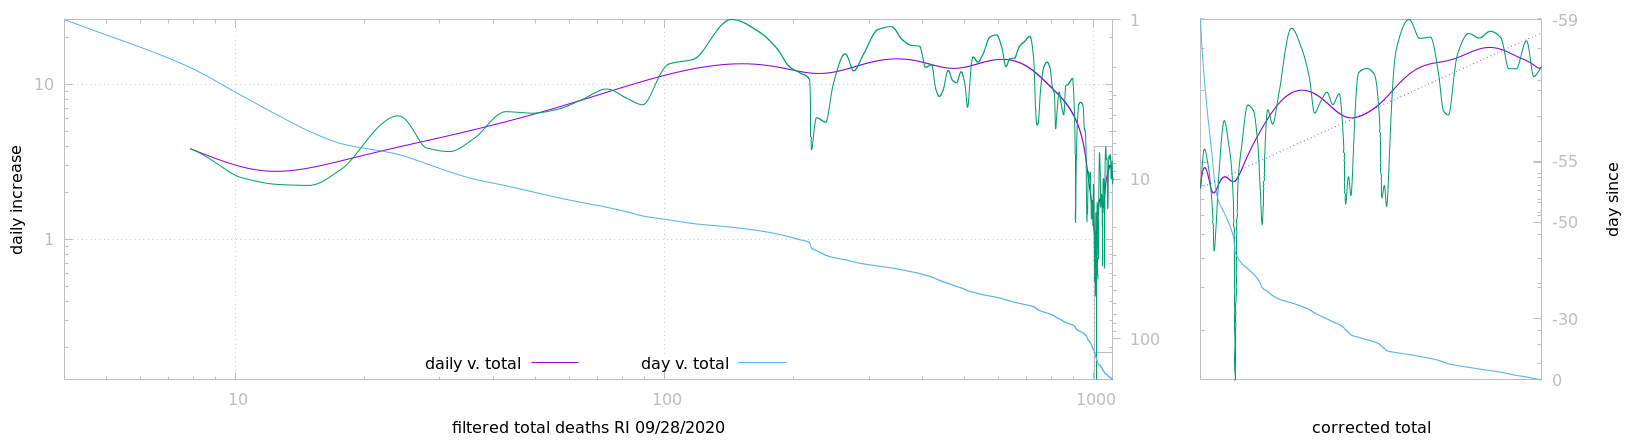 daily increase
10
1
10
100
1000
1
10
100
daily v. total
day v. total
filtered total deaths RI 09/28/2020
-59
-55
-50
-30
0
day since
corrected total